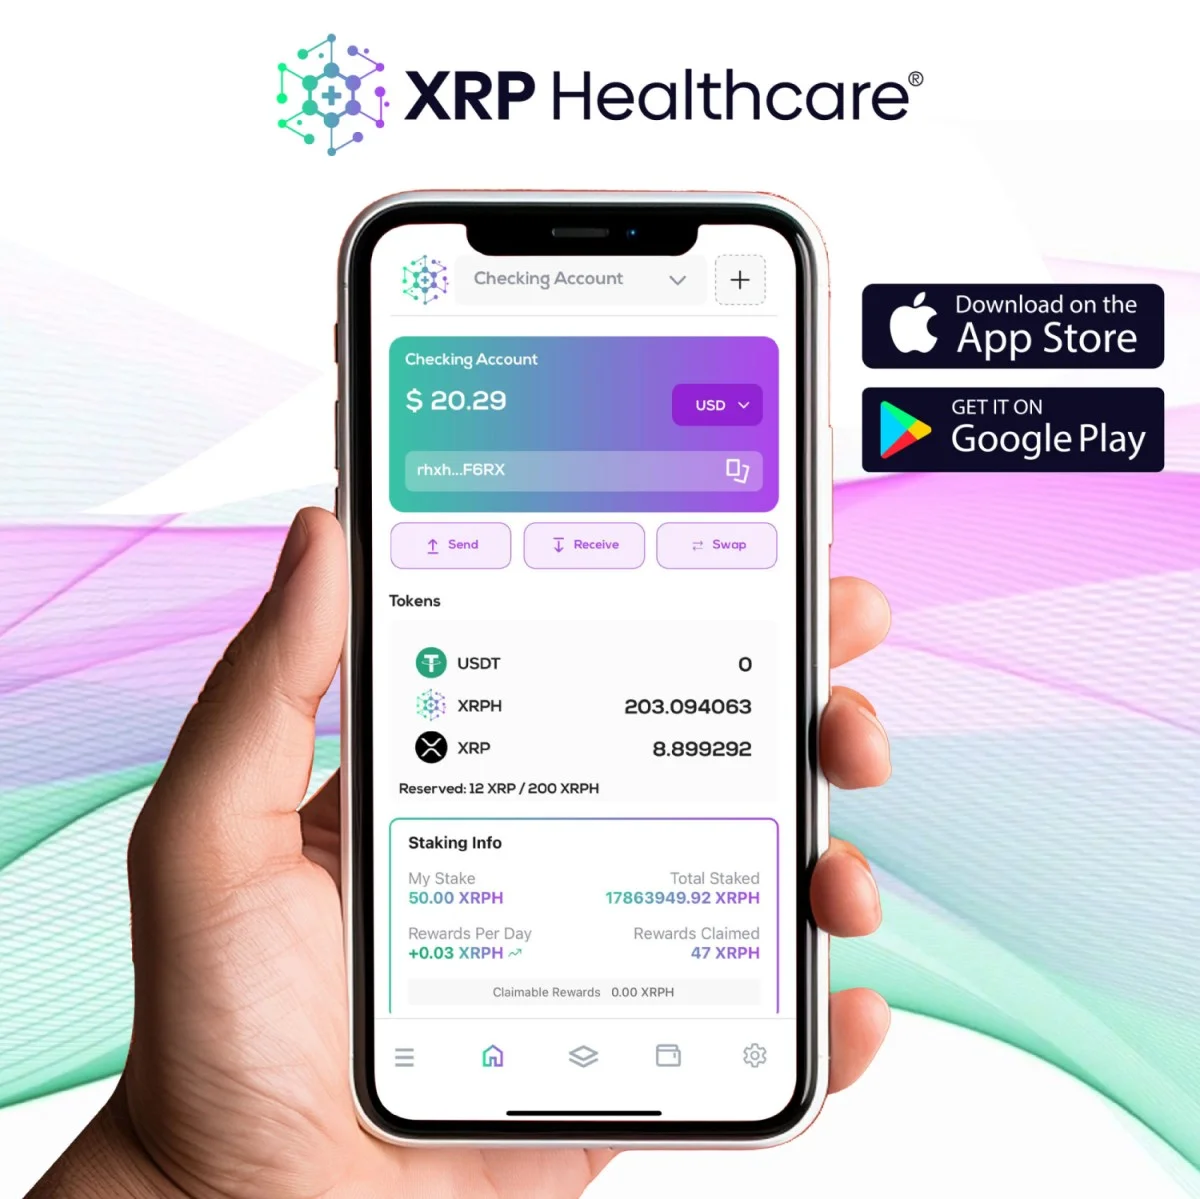 XRP Healthcare®
Checking Account
+
Checking Account
$ 20.29
USD
rhxh...F6RX
Send
Receive
Swap
Tokens
USDT 0
XRPH 203.094063
XRP 8.899292
Reserved: 12 XRP / 200 XRPH
Staking Info
My Stake Total Staked
50.00 XRPH 17863949.92 XRPH
Rewards Per Day Rewards Claimed
+0.03 XRPH 47 XRPH
Claimable Rewards 0.00 XRPH
Download on the
App Store
GET IT ON
Google Play